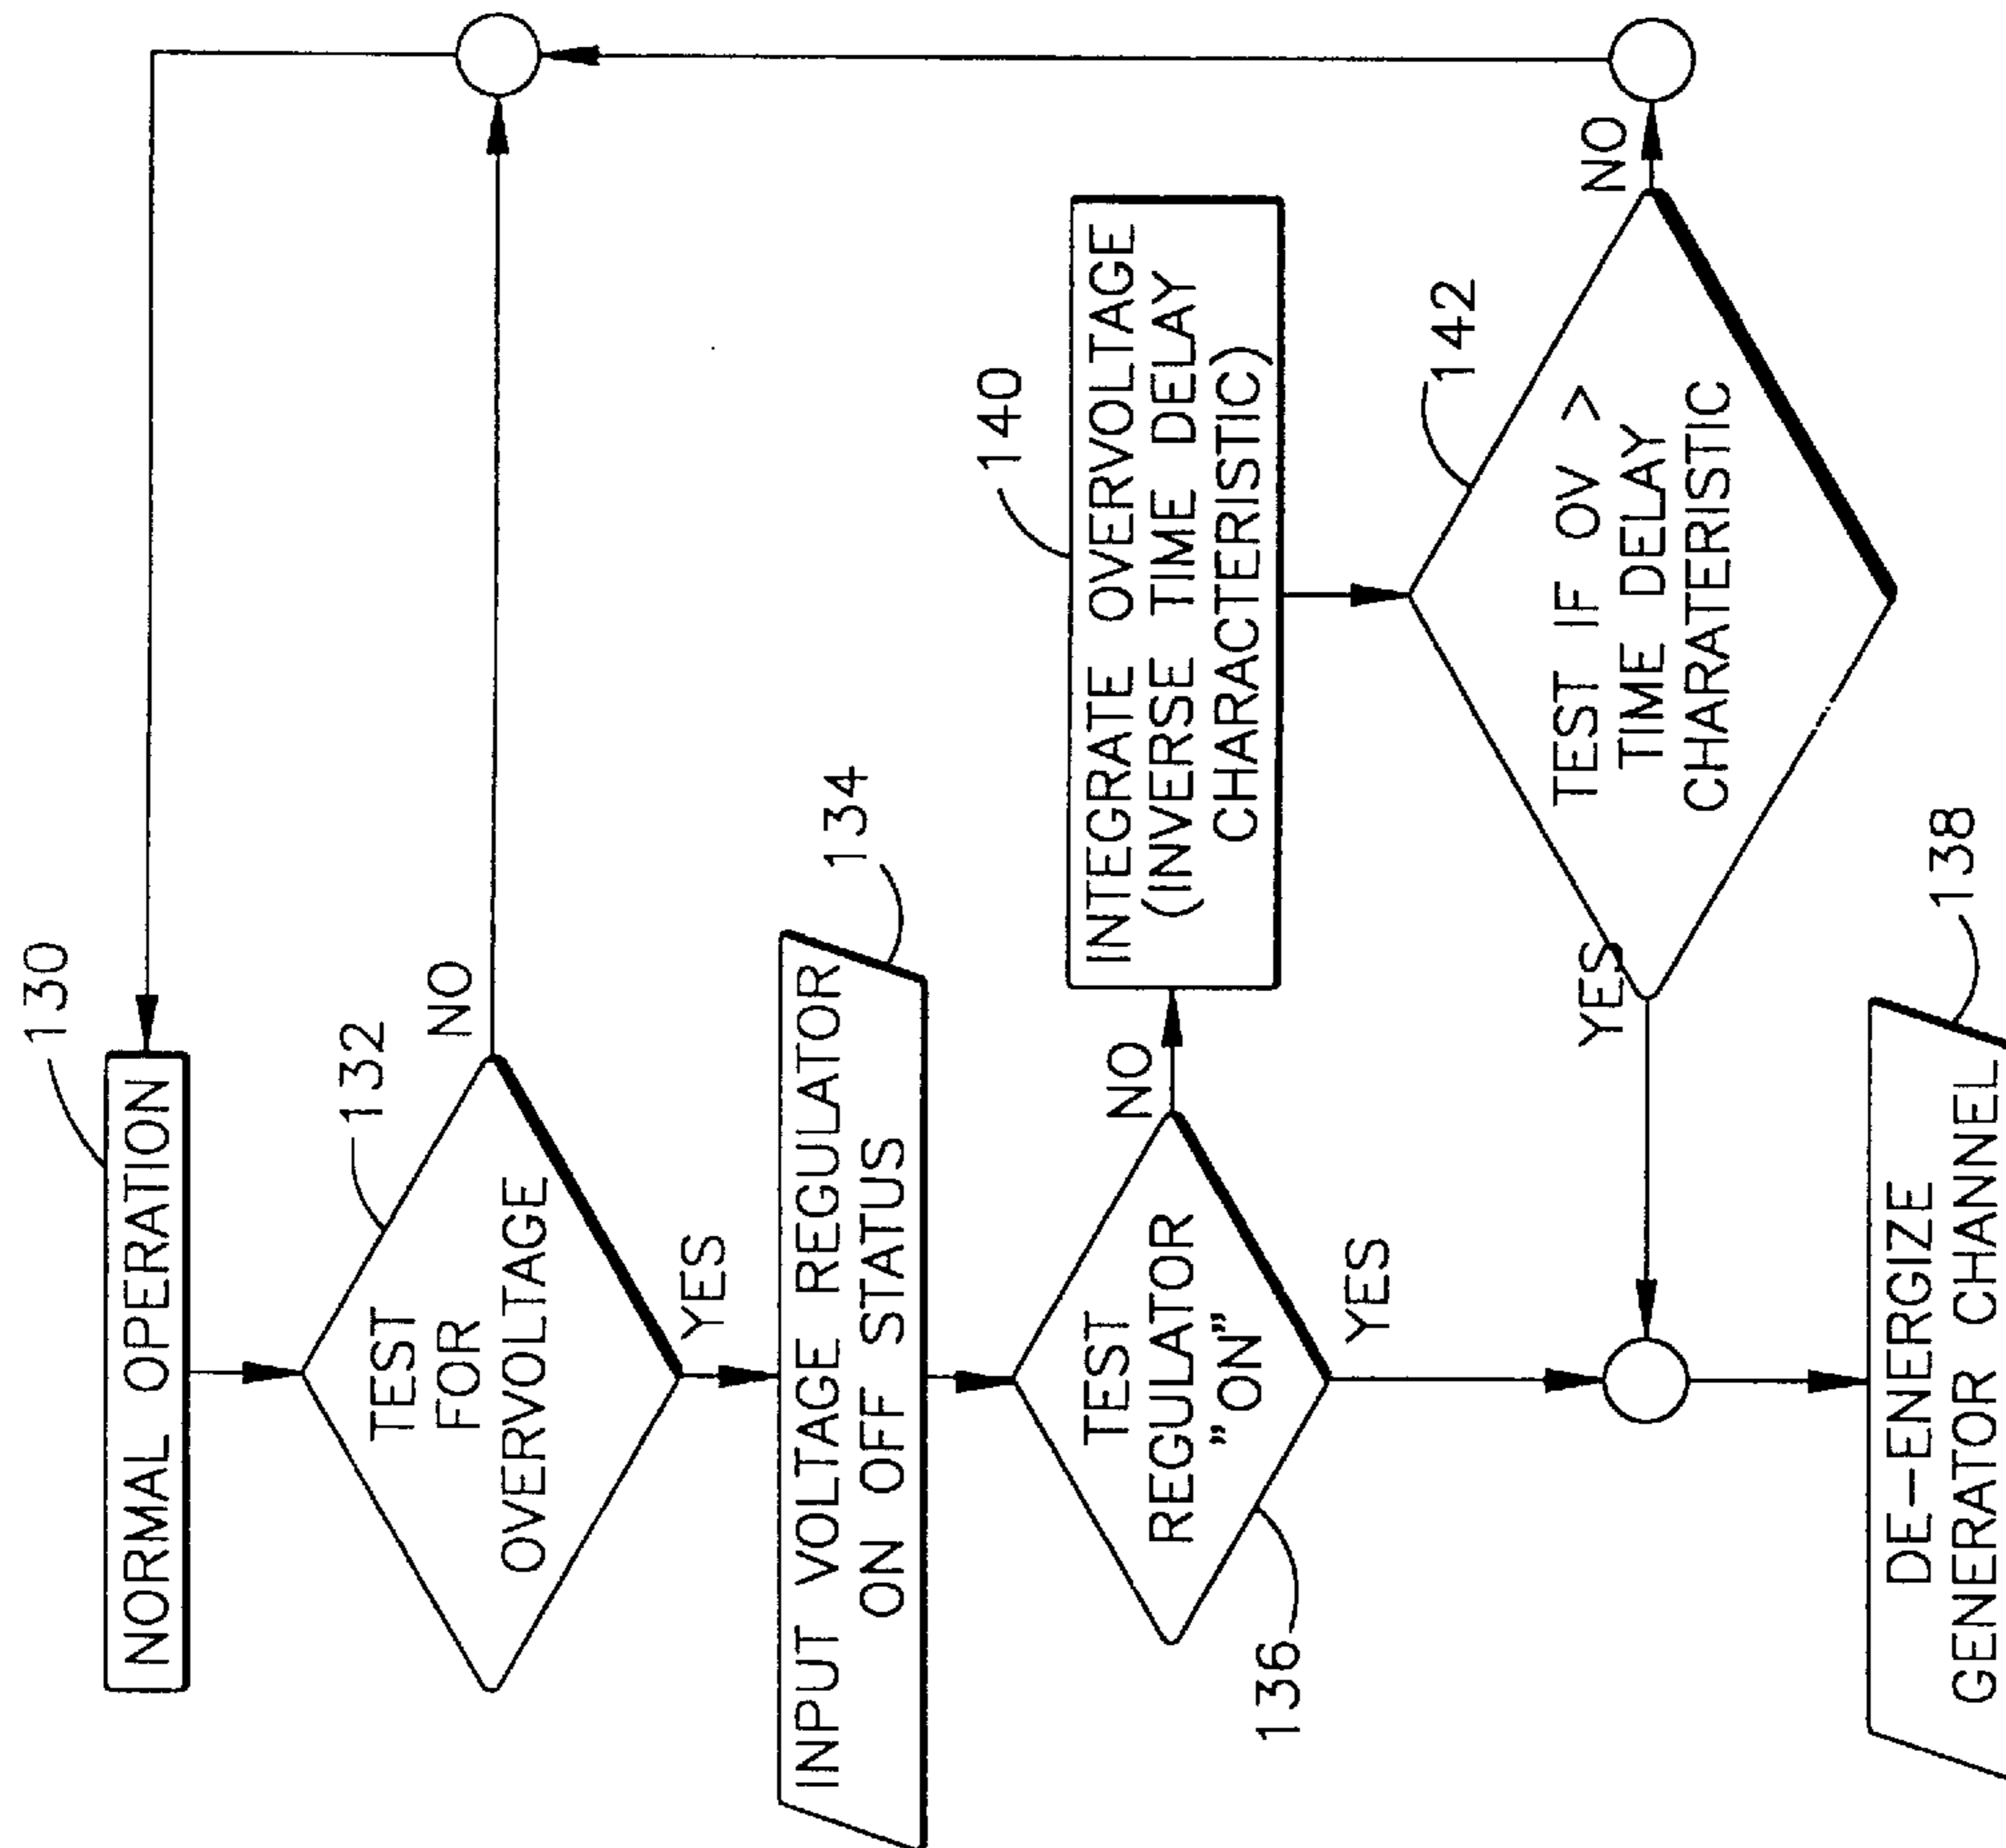 130
NORMAL OPERATION
132
TEST
FOR
OVERVOLTAGE
NO
YES
134
INPUT VOLTAGE REGULATOR
ON OFF STATUS
136
TEST
REGULATOR
"ON"
NO
YES
140
INTEGRATE OVERVOLTAGE
(INVERSE TIME DELAY
CHARACTERISTIC)
142
TEST IF OV >
TIME DELAY
CHARATERISTIC
NO
YES
138
DE-ENERGIZE
GENERATOR CHANNEL